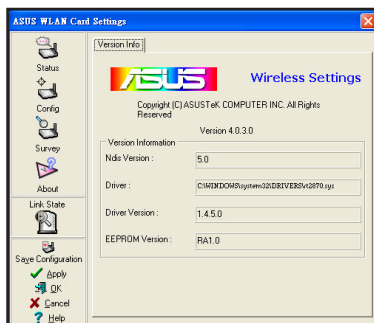 ASUS WLAN Card Settings
Status
Config
Survey
About
Link State
Save Configuration
Apply
OK
Cancel
Help
Version Info
ASUS
Wireless Settings
Copyright (C) ASUSTeK COMPUTER INC. All Rights
Reserved
Version 4.0.3.0
Version Information
Ndis Version : 5.0
Driver : C:\WINDOWS\system32\DRIVERS\rt2870.sys
Driver Version : 1.4.5.0
EEPROM Version : RA1.0